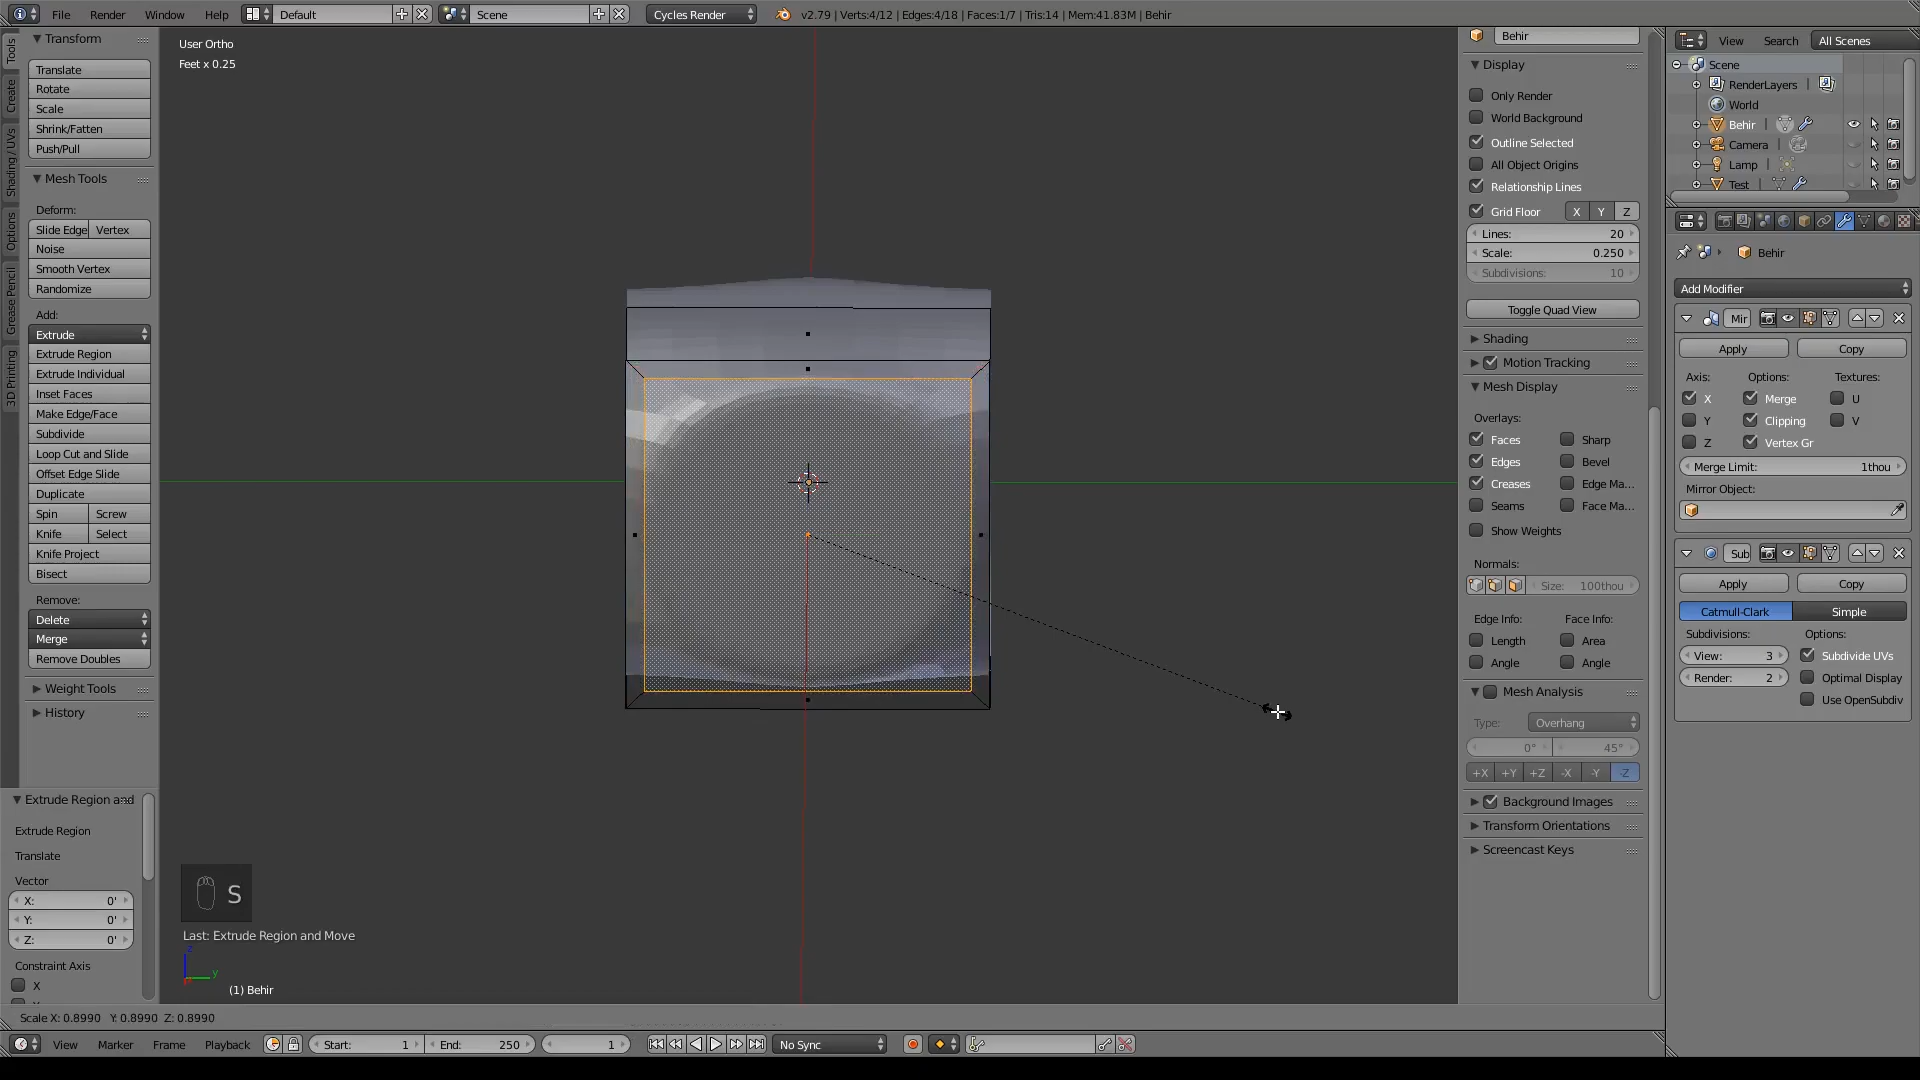 File Render Window Help Default Scene Cycles Render v2.79 | Verts:4/12 | Edges:4/18 | Faces:1/7 | Tris:14 | Mem:41.83M | Behir
Tools
Create
Shading / UVs
Options
Grease Pencil
3D Printing
Transform
Translate
Rotate
Scale
Shrink/Fatten
Push/Pull
Mesh Tools
Deform:
Slide Edge Vertex
Noise
Smooth Vertex
Randomize
Add:
Extrude
Extrude Region
Extrude Individual
Inset Faces
Make Edge/Face
Subdivide
Loop Cut and Slide
Offset Edge Slide
Duplicate
Spin Screw
Knife Select
Knife Project
Bisect
Remove:
Delete
Merge
Remove Doubles
Weight Tools
History
Extrude Region and
Extrude Region
Translate
Vector
X: 0'
Y: 0'
Z: 0'
Constraint Axis
X
User Ortho
Feet x 0.25
S
Last: Extrude Region and Move
z
y
(1) Behir
Behir
Display
Only Render
World Background
Outline Selected
All Object Origins
Relationship Lines
Grid Floor X Y Z
Lines: 20
Scale: 0.250
Subdivisions: 10
Toggle Quad View
Shading
Motion Tracking
Mesh Display
Overlays:
Faces Sharp
Edges Bevel
Creases Edge Ma...
Seams Face Ma...
Show Weights
Normals:
Size: 100thou
Edge Info: Face Info:
Length Area
Angle Angle
Mesh Analysis
Type: Overhang
0° 45°
+X +Y +Z -X -Y -Z
Background Images
Transform Orientations
Screencast Keys
View Search All Scenes
Scene
RenderLayers
World
Behir
Camera
Lamp
Test
Behir
Add Modifier
Mir
Apply Copy
Axis: Options: Textures:
X Merge U
Y Clipping V
Z Vertex Gr
Merge Limit: 1thou
Mirror Object:
Sub
Apply Copy
Catmull-Clark Simple
Subdivisions: Options:
View: 3 Subdivide UVs
Render: 2 Optimal Display
Use OpenSubdiv
Scale X: 0.8990 Y: 0.8990 Z: 0.8990
View Marker Frame Playback Start: 1 End: 250 1 No Sync